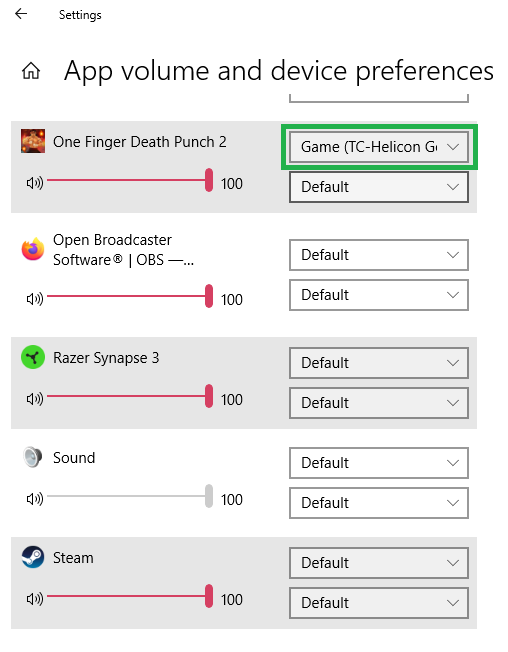 Settings
App volume and device preferences
One Finger Death Punch 2
Game (TC-Helicon G
100
Default
Open Broadcaster
Software® | OBS —...
Default
100
Default
Razer Synapse 3
Default
100
Default
Sound
Default
100
Default
Steam
Default
100
Default